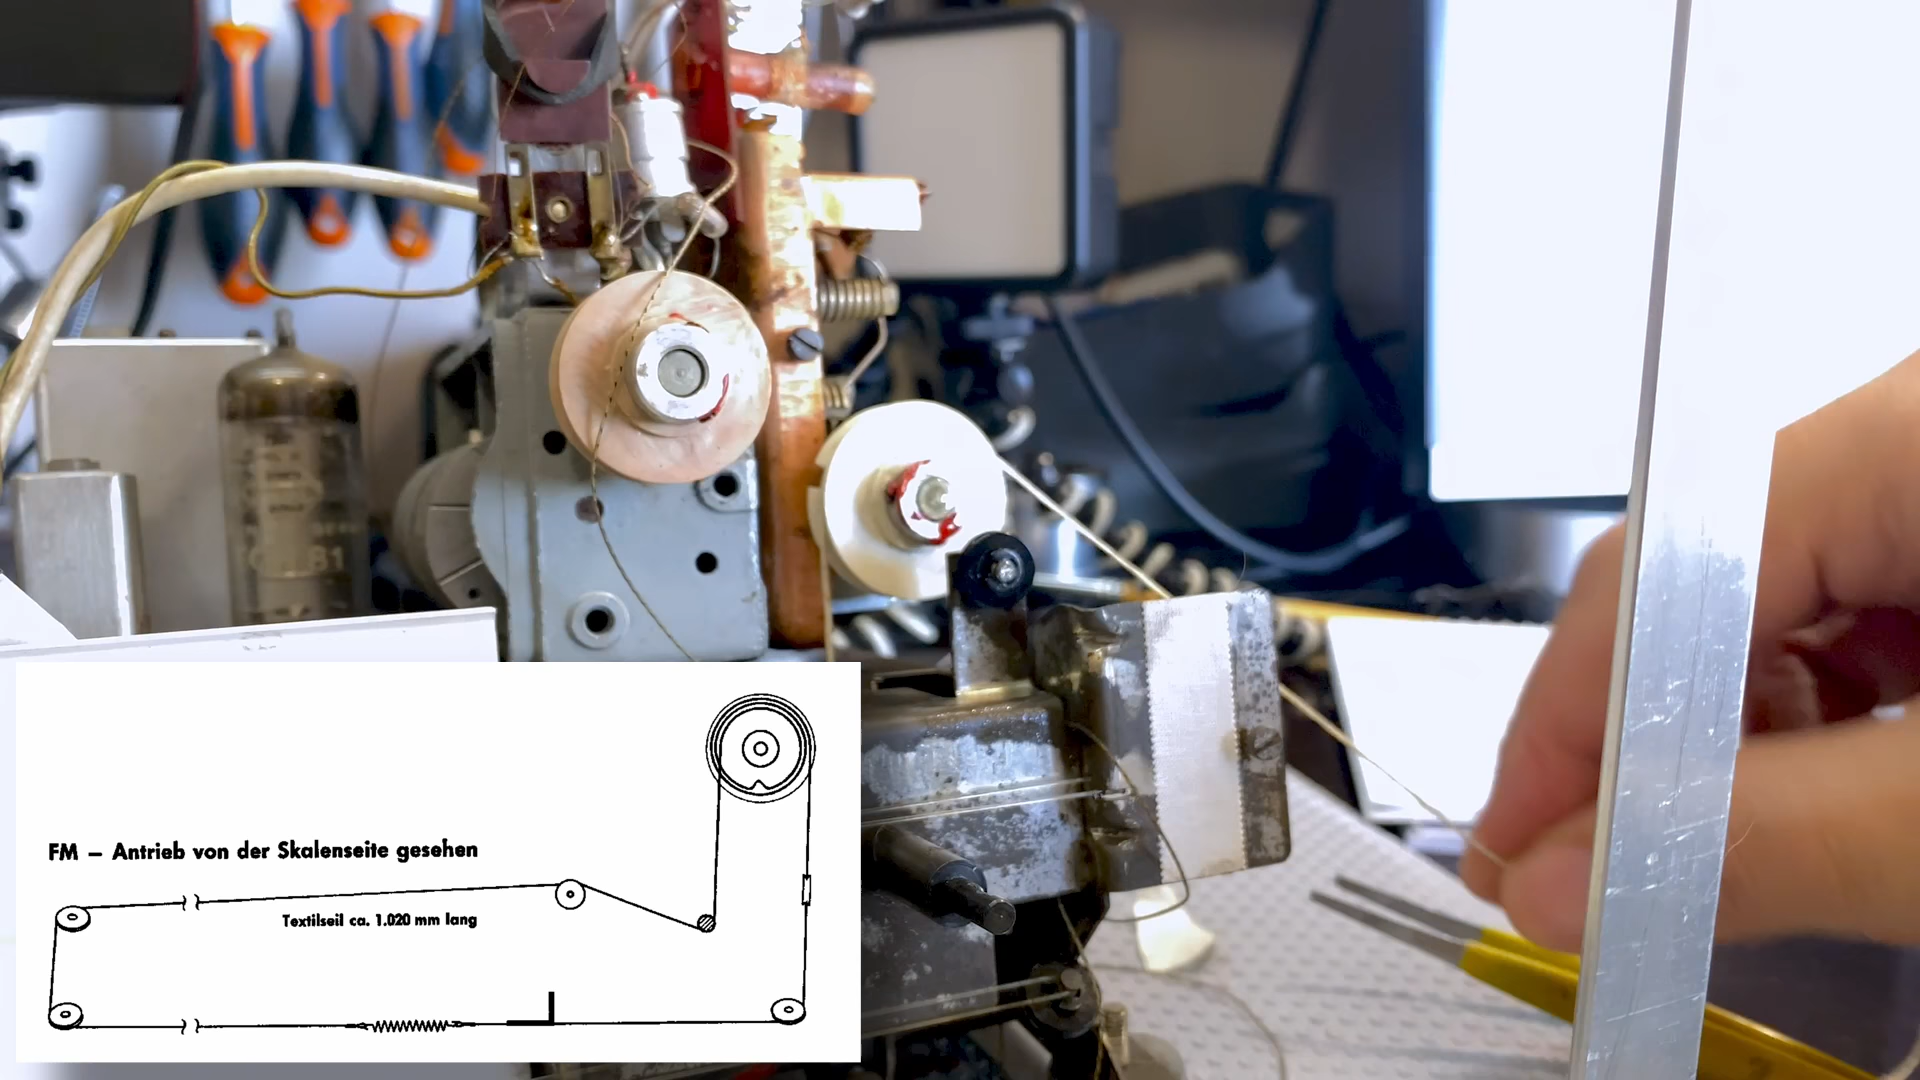 FM – Antrieb von der Skalenseite gesehen
Textilseil ca. 1.020 mm lang